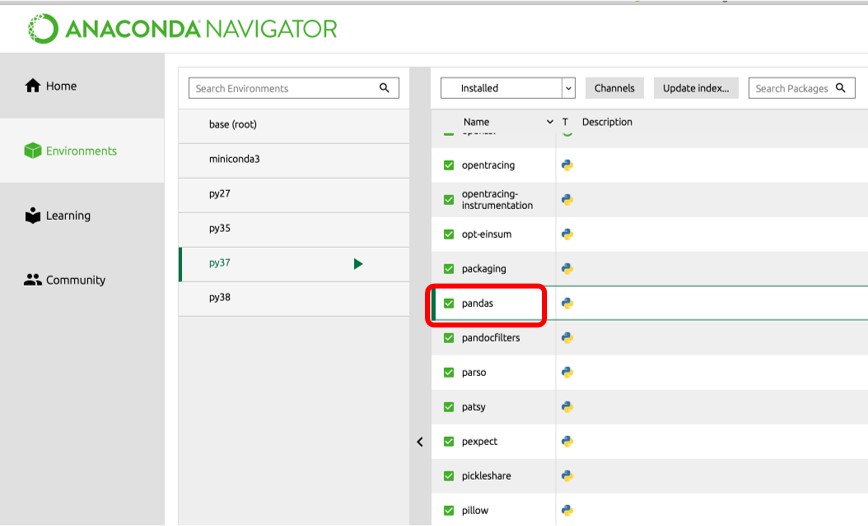 ANACONDA NAVIGATOR
Home
Environments
Learning
Community
Search Environments
base (root)
miniconda3
py27
py35
py37
py38
Installed
Channels
Update index...
Search Packages
Name
T
Description
opentracing
opentracing-
instrumentation
opt-einsum
packaging
pandas
pandocfilters
parso
patsy
pexpect
pickleshare
pillow